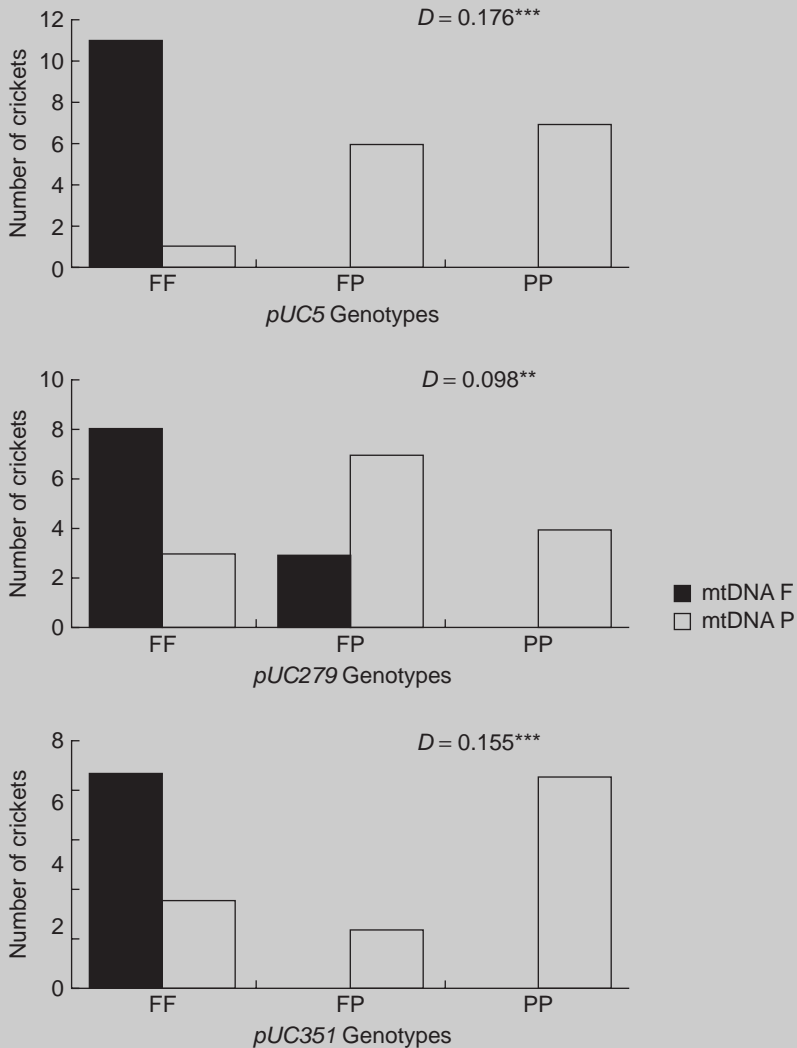 D = 0.176***
Number of crickets
12
10
8
6
4
2
0
FF FP PP
pUC5 Genotypes
D = 0.098**
Number of crickets
10
8
6
4
2
0
FF FP PP
pUC279 Genotypes
mtDNA F
mtDNA P
D = 0.155***
Number of crickets
8
6
4
2
0
FF FP PP
pUC351 Genotypes